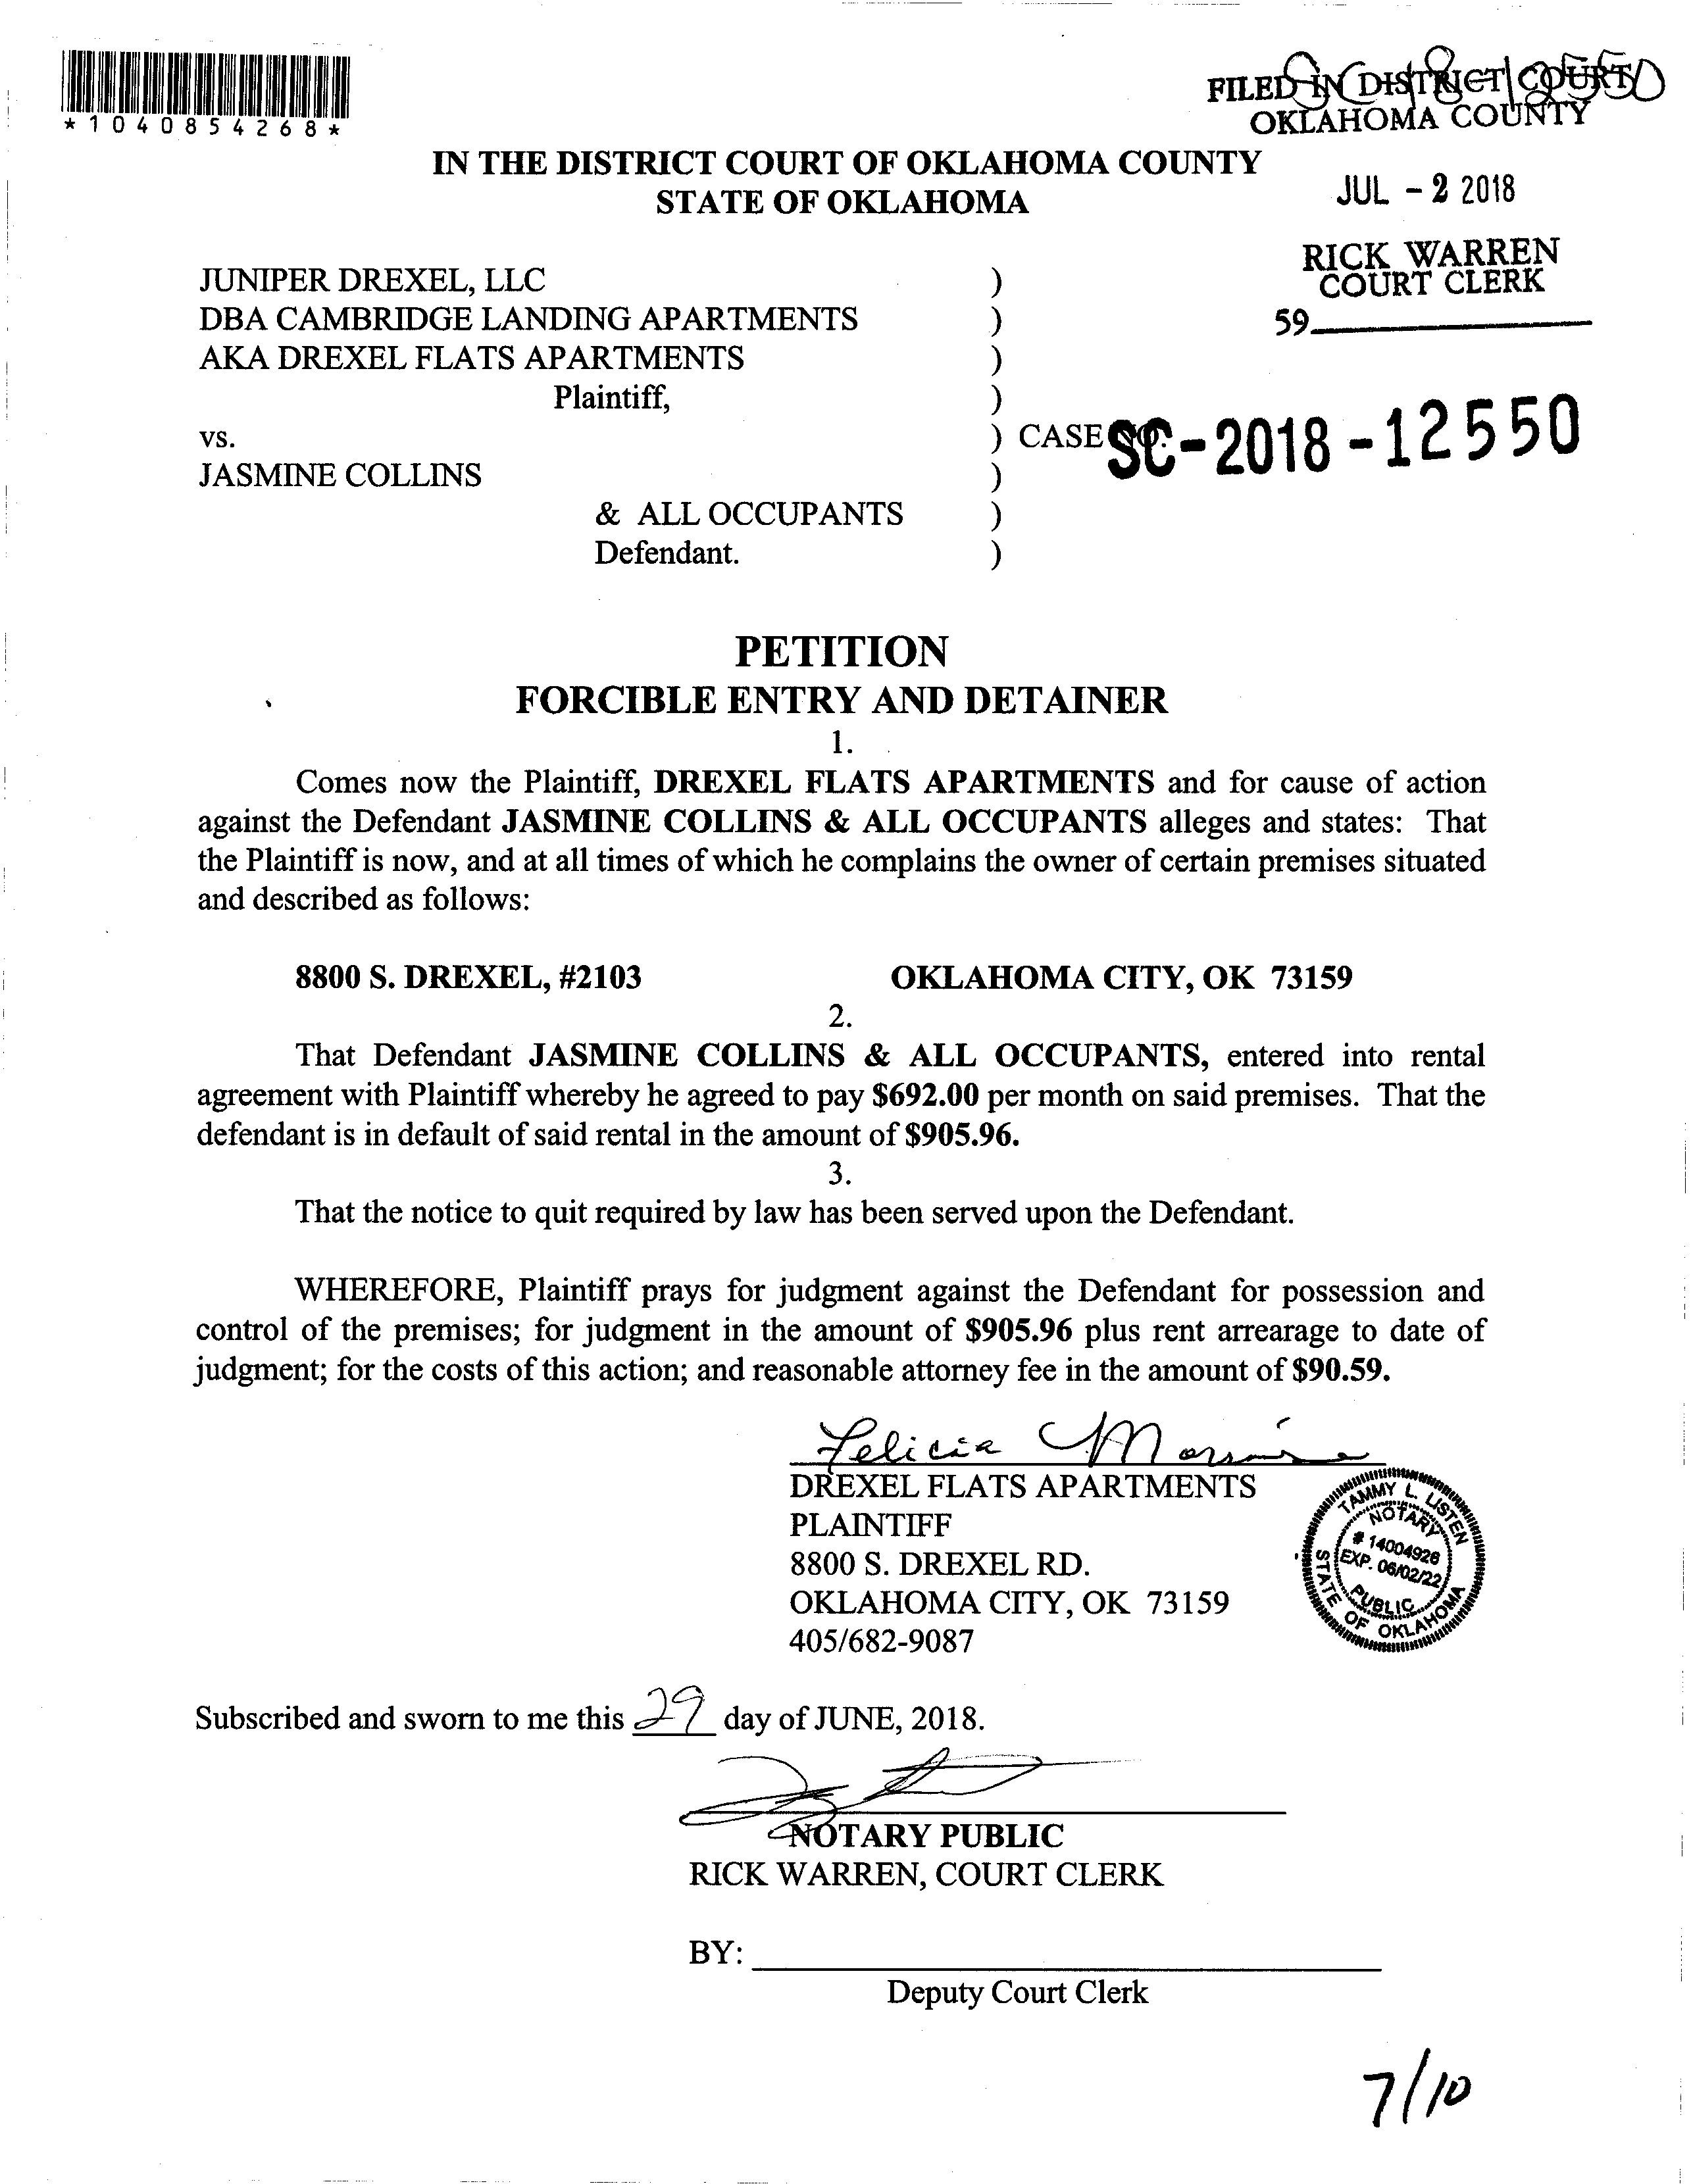 *1040854268*
FILED IN DISTRICT COURT
OKLAHOMA COUNTY
IN THE DISTRICT COURT OF OKLAHOMA COUNTY
STATE OF OKLAHOMA
JUL - 2 2018
RICK WARREN
COURT CLERK
59
JUNIPER DREXEL, LLC )
DBA CAMBRIDGE LANDING APARTMENTS )
AKA DREXEL FLATS APARTMENTS )
Plaintiff, )
vs. ) CASE NO. SC-2018-12550
JASMINE COLLINS )
& ALL OCCUPANTS )
Defendant. )
PETITION
FORCIBLE ENTRY AND DETAINER
1.
Comes now the Plaintiff, DREXEL FLATS APARTMENTS and for cause of action
against the Defendant JASMINE COLLINS & ALL OCCUPANTS alleges and states: That
the Plaintiff is now, and at all times of which he complains the owner of certain premises situated
and described as follows:
8800 S. DREXEL, #2103 OKLAHOMA CITY, OK 73159
2.
That Defendant JASMINE COLLINS & ALL OCCUPANTS, entered into rental
agreement with Plaintiff whereby he agreed to pay $692.00 per month on said premises. That the
defendant is in default of said rental in the amount of $905.96.
3.
That the notice to quit required by law has been served upon the Defendant.
WHEREFORE, Plaintiff prays for judgment against the Defendant for possession and
control of the premises; for judgment in the amount of $905.96 plus rent arrearage to date of
judgment; for the costs of this action; and reasonable attorney fee in the amount of $90.59.
Felicia
DREXEL FLATS APARTMENTS
PLAINTIFF
8800 S. DREXEL RD.
OKLAHOMA CITY, OK 73159
405/682-9087
TAMMY L. LISTEN
NOTARY
# 14004926
EXP. 06/02/22
PUBLIC
STATE OF OKLAHOMA
Subscribed and sworn to me this 29 day of JUNE, 2018.
NOTARY PUBLIC
RICK WARREN, COURT CLERK
BY:
Deputy Court Clerk
7/10